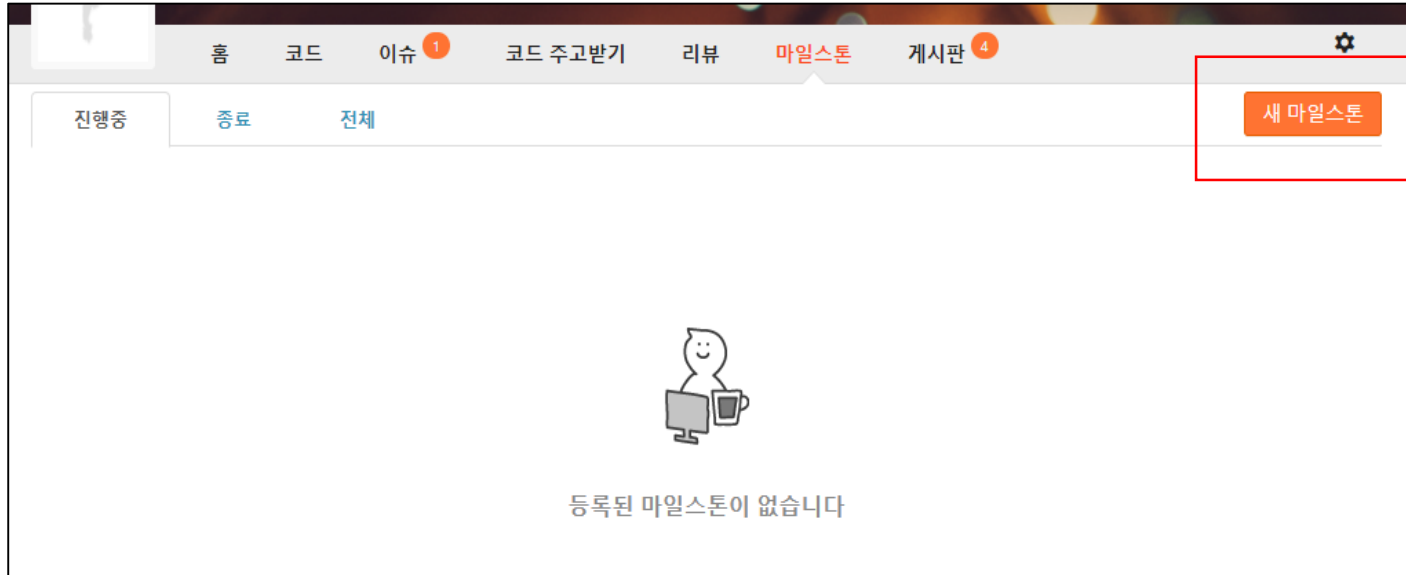 홈 코드 이슈 1 코드 주고받기 리뷰 마일스톤 게시판 4
진행중 종료 전체 새 마일스톤
등록된 마일스톤이 없습니다